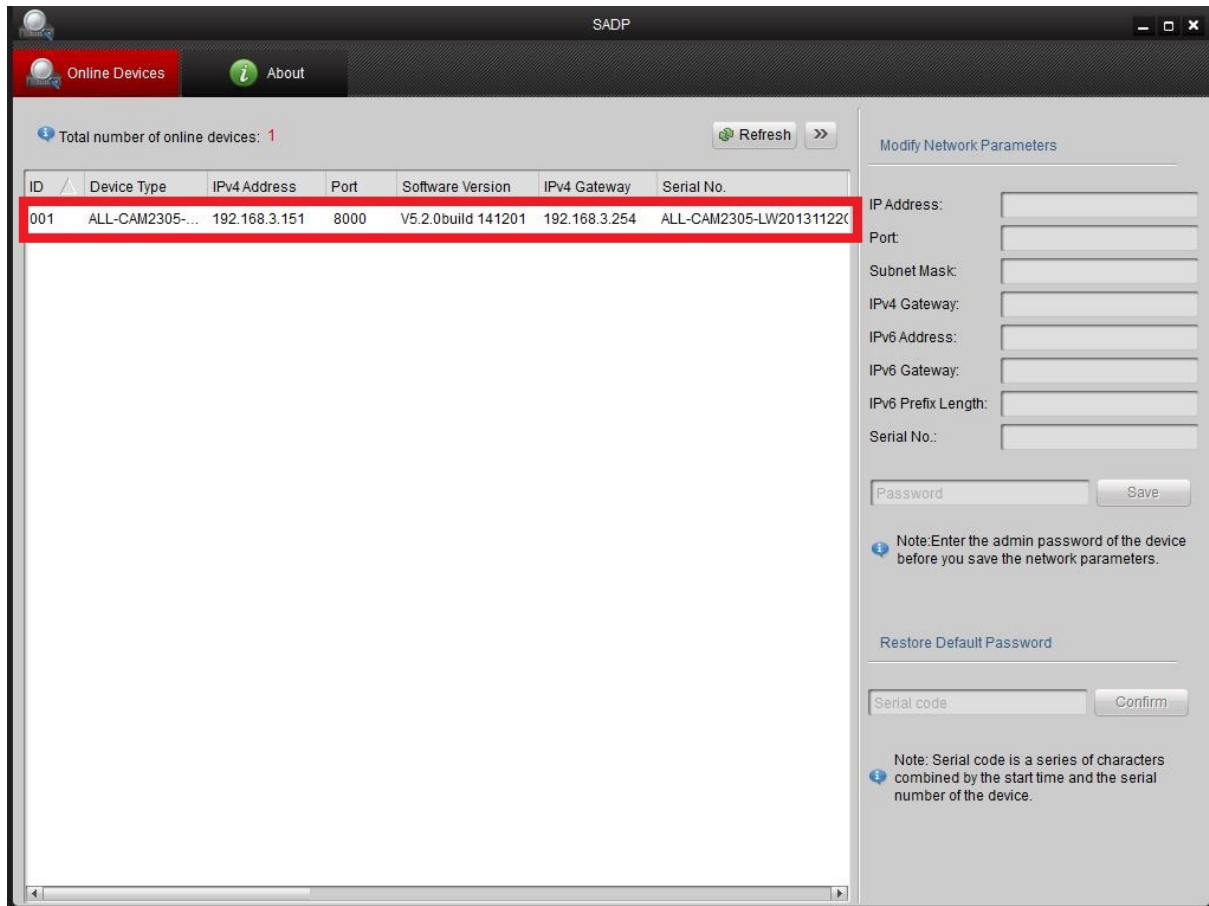 SADP
Online Devices
About
Total number of online devices: 1
Refresh
ID Device Type IPv4 Address Port Software Version IPv4 Gateway Serial No.
001 ALL-CAM2305-... 192.168.3.151 8000 V5.2.0build 141201 192.168.3.254 ALL-CAM2305-LW20131122
Modify Network Parameters
IP Address:
Port:
Subnet Mask:
IPv4 Gateway:
IPv6 Address:
IPv6 Gateway:
IPv6 Prefix Length:
Serial No.:
Password
Save
Note:Enter the admin password of the device
before you save the network parameters.
Restore Default Password
Serial code
Confirm
Note: Serial code is a series of characters
combined by the start time and the serial
number of the device.